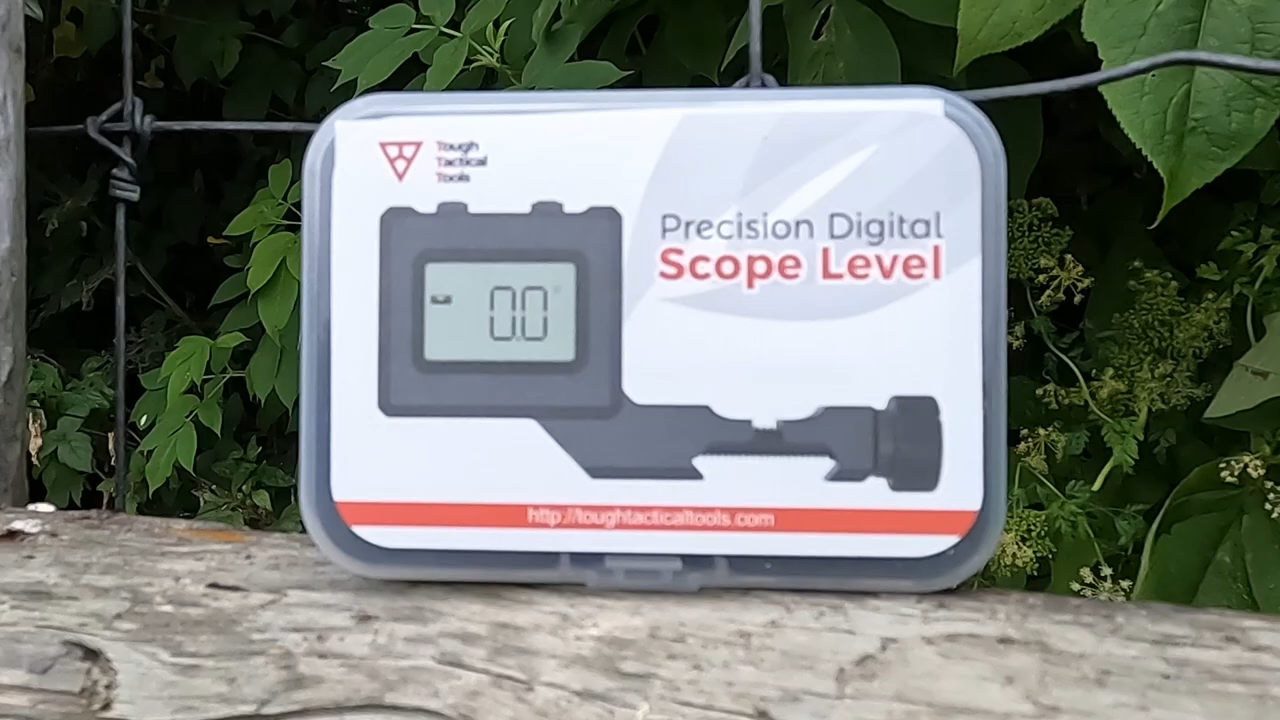 Tough
Tactical
Tools
Precision Digital
Scope Level
0.0°
http://toughtacticaltools.com